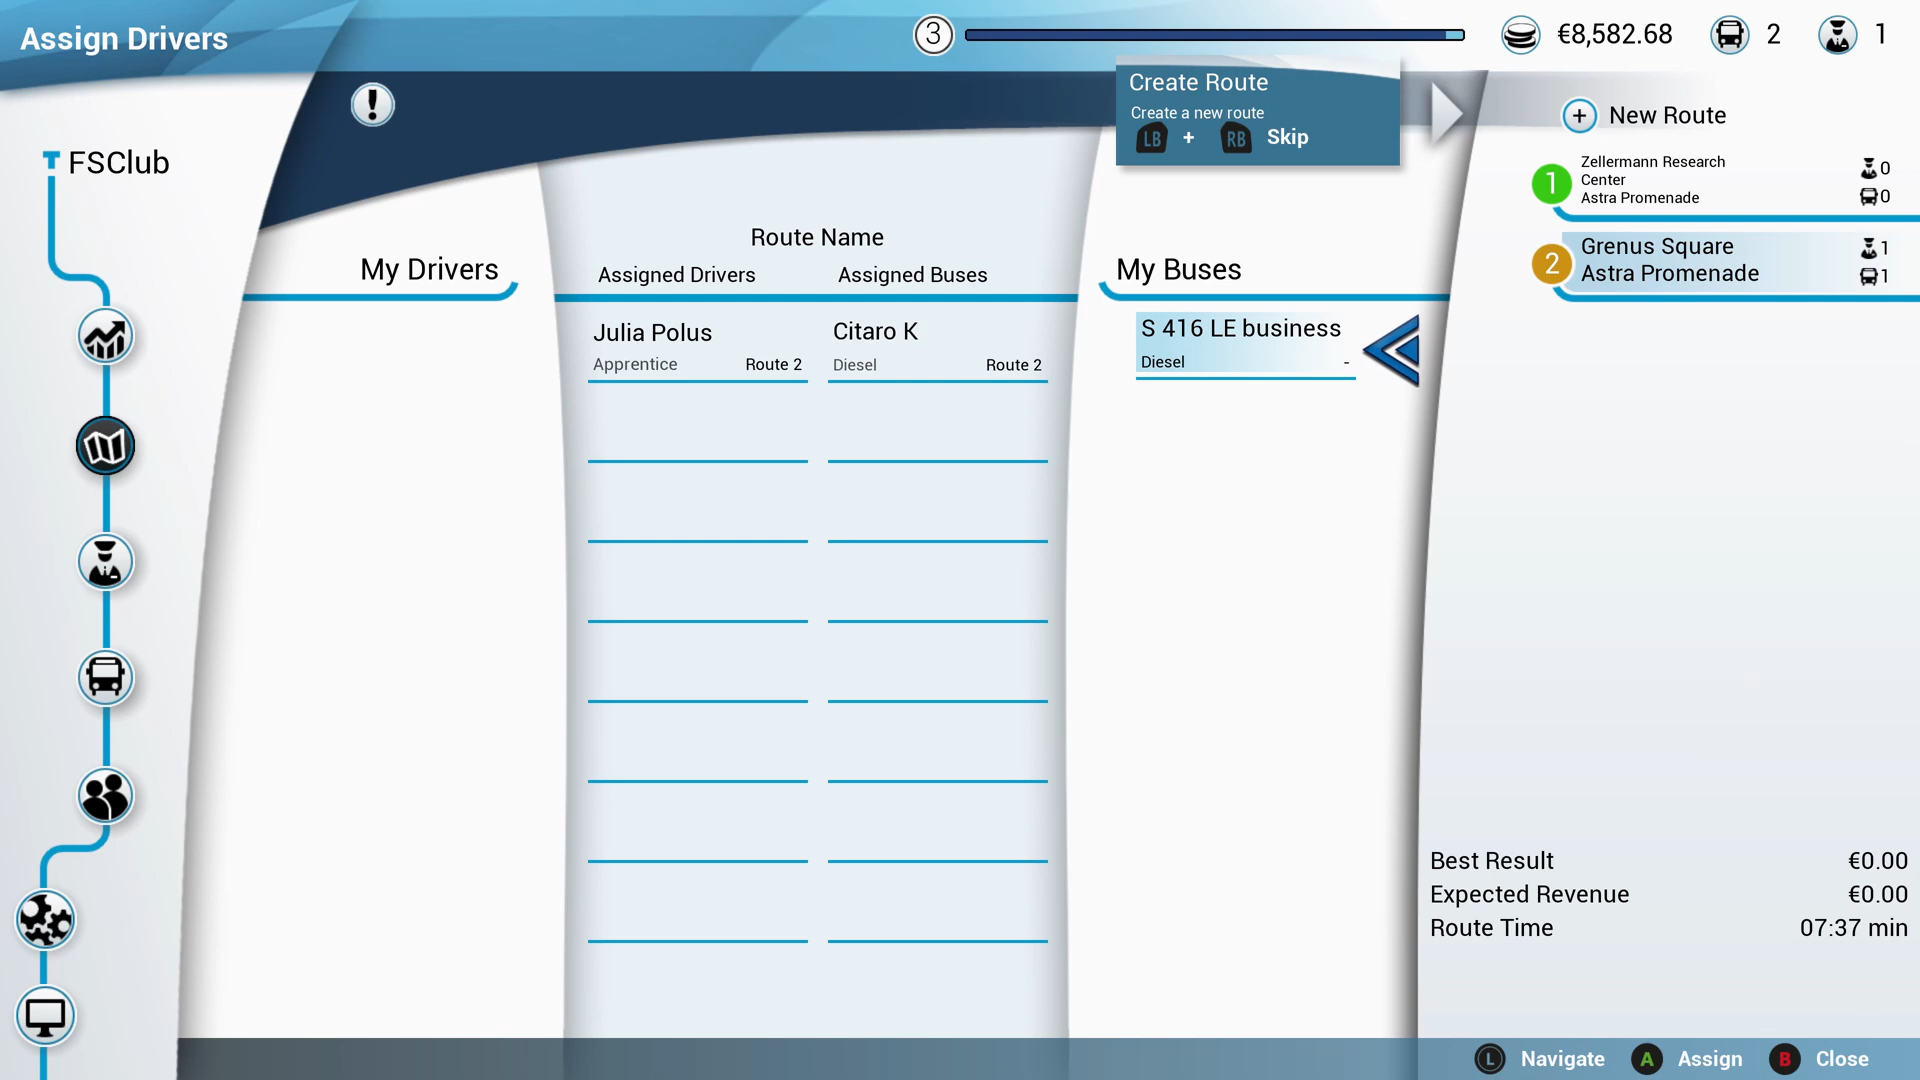 Assign Drivers
3
€8,582.68
2
1
Create Route
Create a new route
LB + RB Skip
+ New Route
FSClub
1
Zellermann Research
Center
Astra Promenade
0
0
Route Name
My Drivers
Assigned Drivers
Assigned Buses
My Buses
2
Grenus Square
Astra Promenade
1
1
Julia Polus
Apprentice
Route 2
Citaro K
Diesel
Route 2
S 416 LE business
Diesel
-
Best Result €0.00
Expected Revenue €0.00
Route Time 07:37 min
L Navigate A Assign B Close